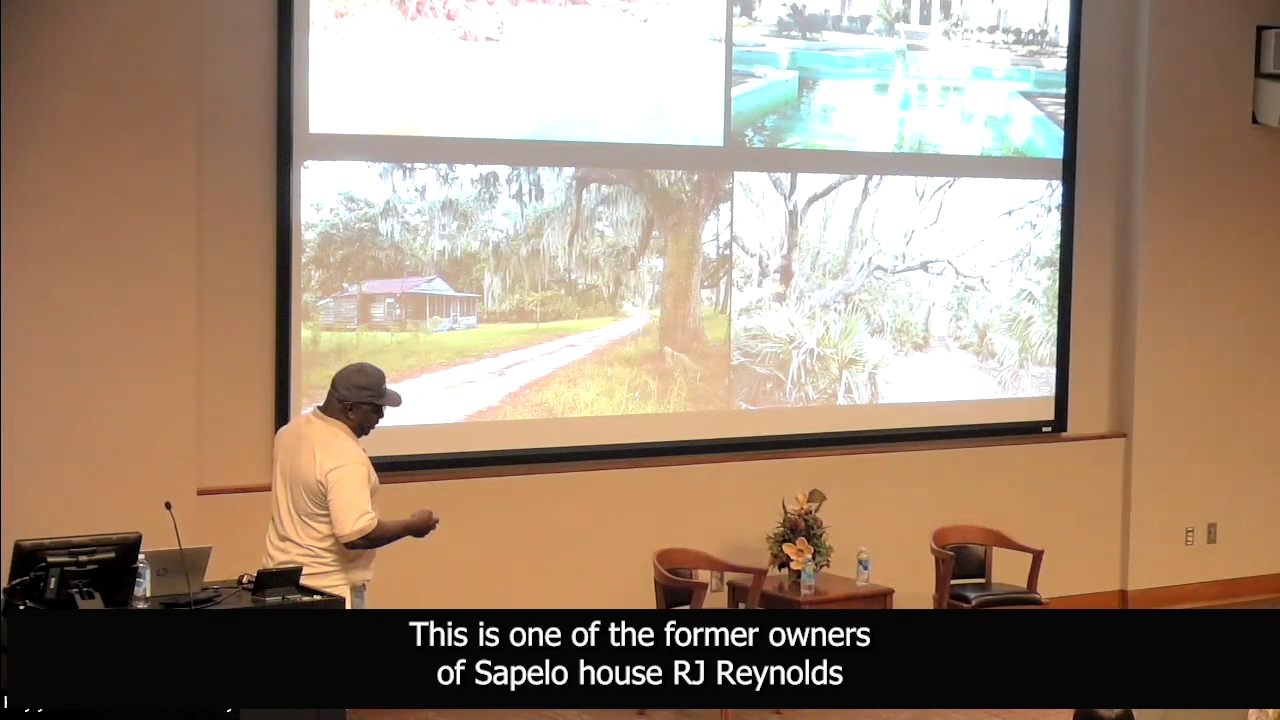 This is one of the former owners
of Sapelo house RJ Reynolds